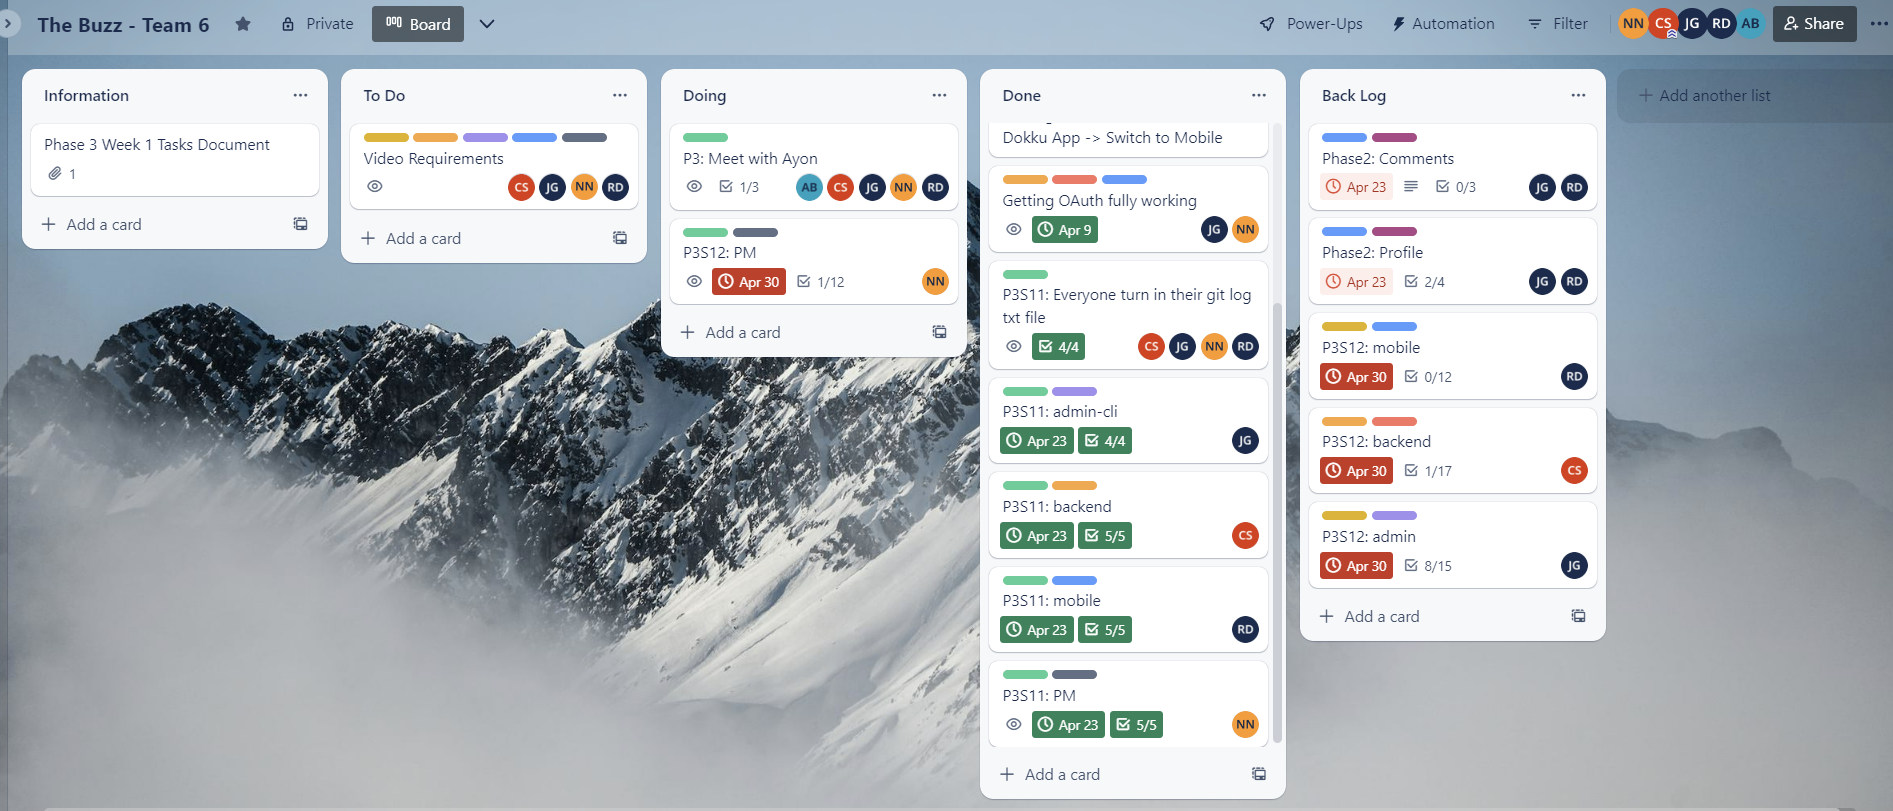 The Buzz - Team 6
Private
Board
Power-Ups
Automation
Filter
NN CS JG RD AB
Share
Information
Phase 3 Week 1 Tasks Document
1
Add a card
To Do
Video Requirements
CS JG NN RD
Add a card
Doing
P3: Meet with Ayon
1/3
AB CS JG NN RD
P3S12: PM
Apr 30 1/12
NN
Add a card
Done
Dokku App -> Switch to Mobile
Getting OAuth fully working
Apr 9
JG NN
P3S11: Everyone turn in their git log
txt file
4/4
CS JG NN RD
P3S11: admin-cli
Apr 23 4/4
JG
P3S11: backend
Apr 23 5/5
CS
P3S11: mobile
Apr 23 5/5
RD
P3S11: PM
Apr 23 5/5
NN
Add a card
Back Log
Phase2: Comments
Apr 23 0/3
JG RD
Phase2: Profile
Apr 23 2/4
JG RD
P3S12: mobile
Apr 30 0/12
RD
P3S12: backend
Apr 30 1/17
CS
P3S12: admin
Apr 30 8/15
JG
Add a card
Add another list